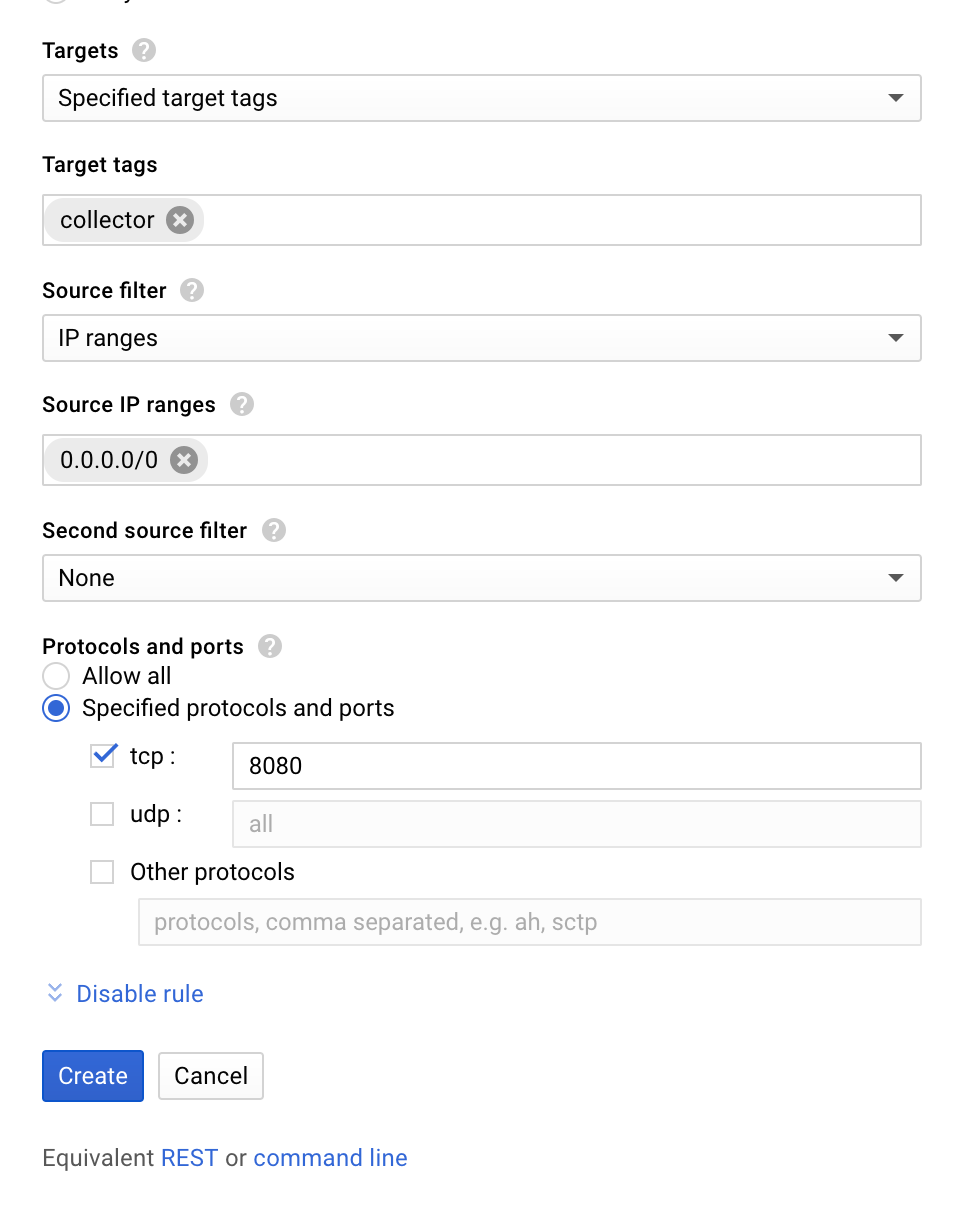 Targets
Specified target tags
Target tags
collector
Source filter
IP ranges
Source IP ranges
0.0.0.0/0
Second source filter
None
Protocols and ports
Allow all
Specified protocols and ports
tcp : 8080
udp : all
Other protocols
protocols, comma separated, e.g. ah, sctp
Disable rule
Create Cancel
Equivalent REST or command line